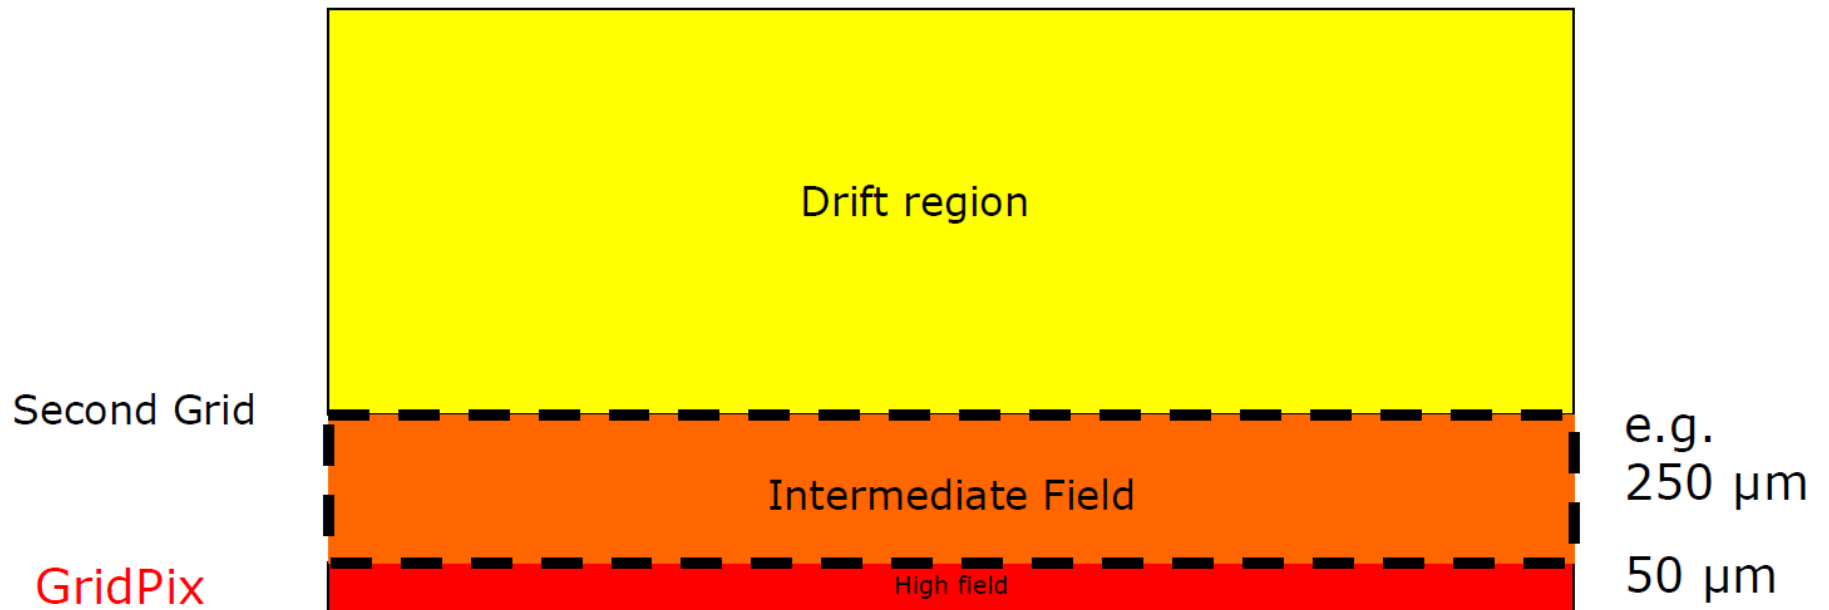 Drift region
Second Grid
e.g.
250 μm
Intermediate Field
GridPix
High field
50 μm